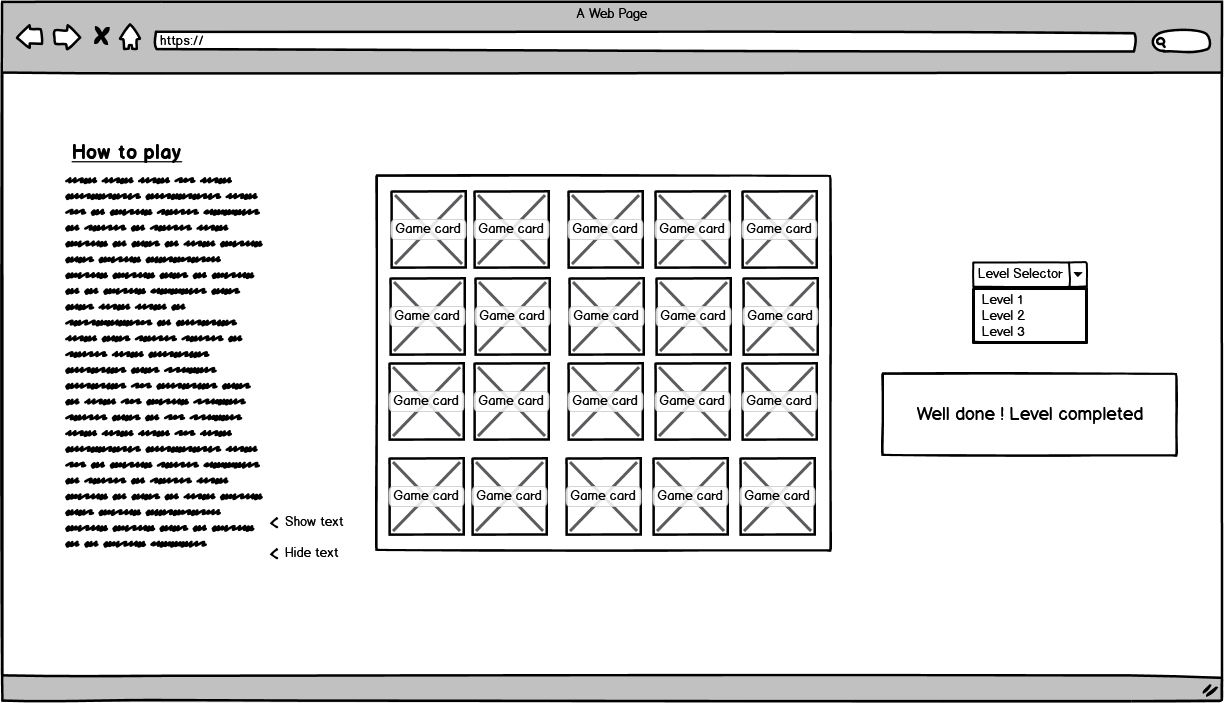 A Web Page
https://
How to play
Show text
Hide text
Game card Game card Game card Game card Game card
Game card Game card Game card Game card Game card
Game card Game card Game card Game card Game card
Game card Game card Game card Game card Game card
Level Selector
Level 1
Level 2
Level 3
Well done ! Level completed